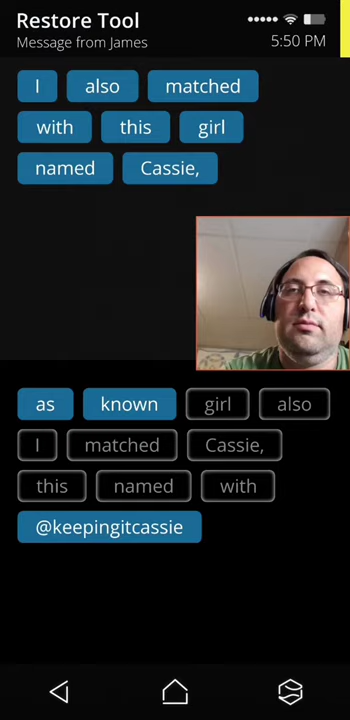 Restore Tool
Message from James
5:50 PM
I also matched
with this girl
named Cassie,
as known girl also
I matched Cassie,
this named with
@keepingitcassie